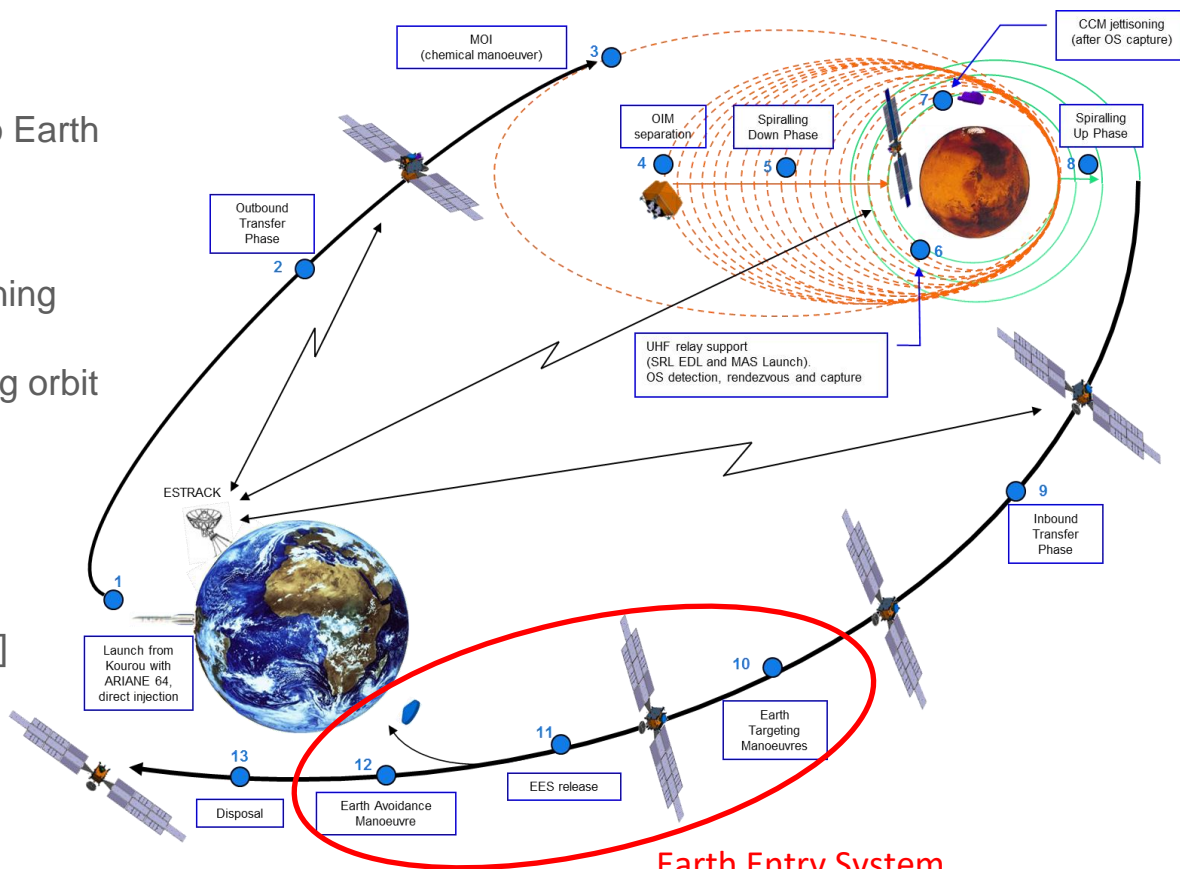 o Earth
ning
g orbit
]
MOI
(chemical manoeuver)
3
CCM jettisoning
(after OS capture)
7
OIM
separation
4
Spiralling
Down Phase
5
Spiralling
Up Phase
8
Outbound
Transfer
Phase
2
6
UHF relay support
(SRL EDL and MAS Launch).
OS detection, rendezvous and capture
ESTRACK
9
Inbound
Transfer
Phase
1
Launch from
Kourou with
ARIANE 64,
direct injection
10
Earth
Targeting
Manoeuvres
11
EES release
12
Earth Avoidance
Manoeuvre
13
Disposal
Earth Entry System